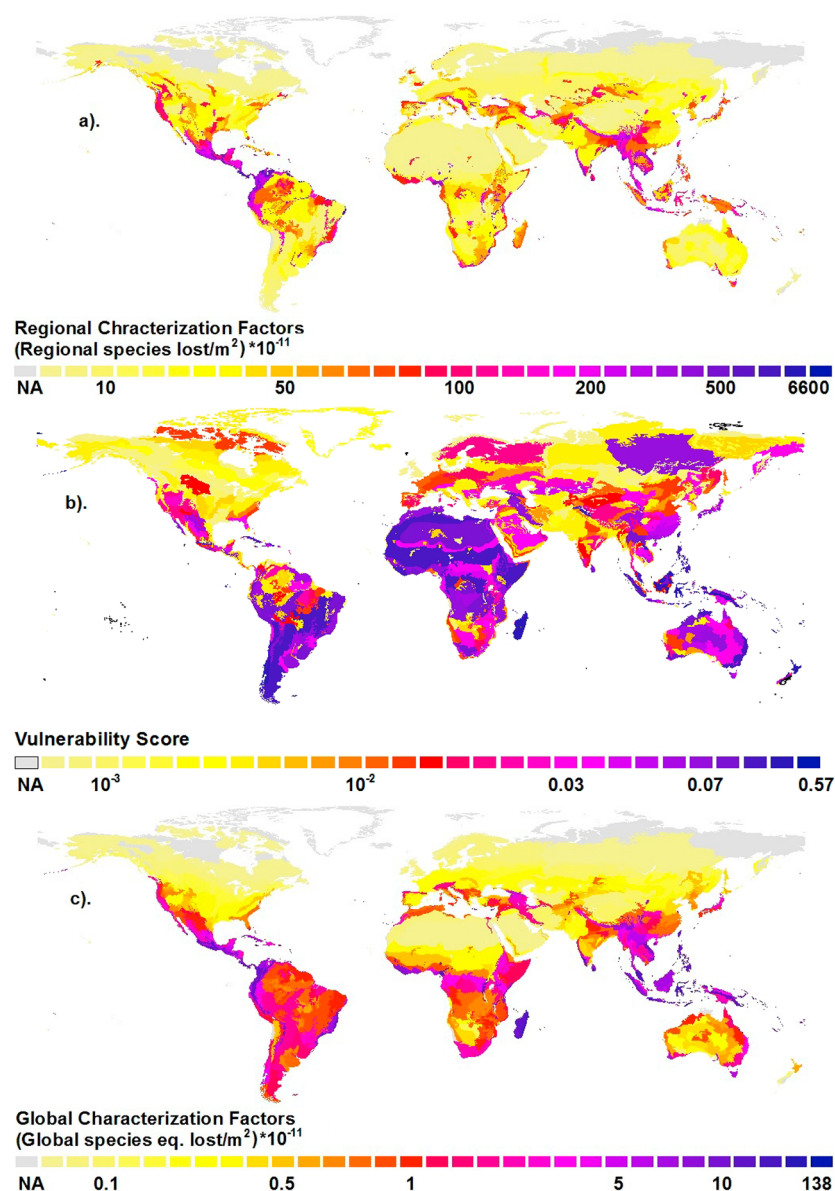 a).
Regional Chracterization Factors
(Regional species lost/m²) *10⁻¹¹
NA 10 50 100 200 500 6600
b).
Vulnerability Score
NA 10⁻³ 10⁻² 0.03 0.07 0.57
c).
Global Characterization Factors
(Global species eq. lost/m²)*10⁻¹¹
NA 0.1 0.5 1 5 10 138